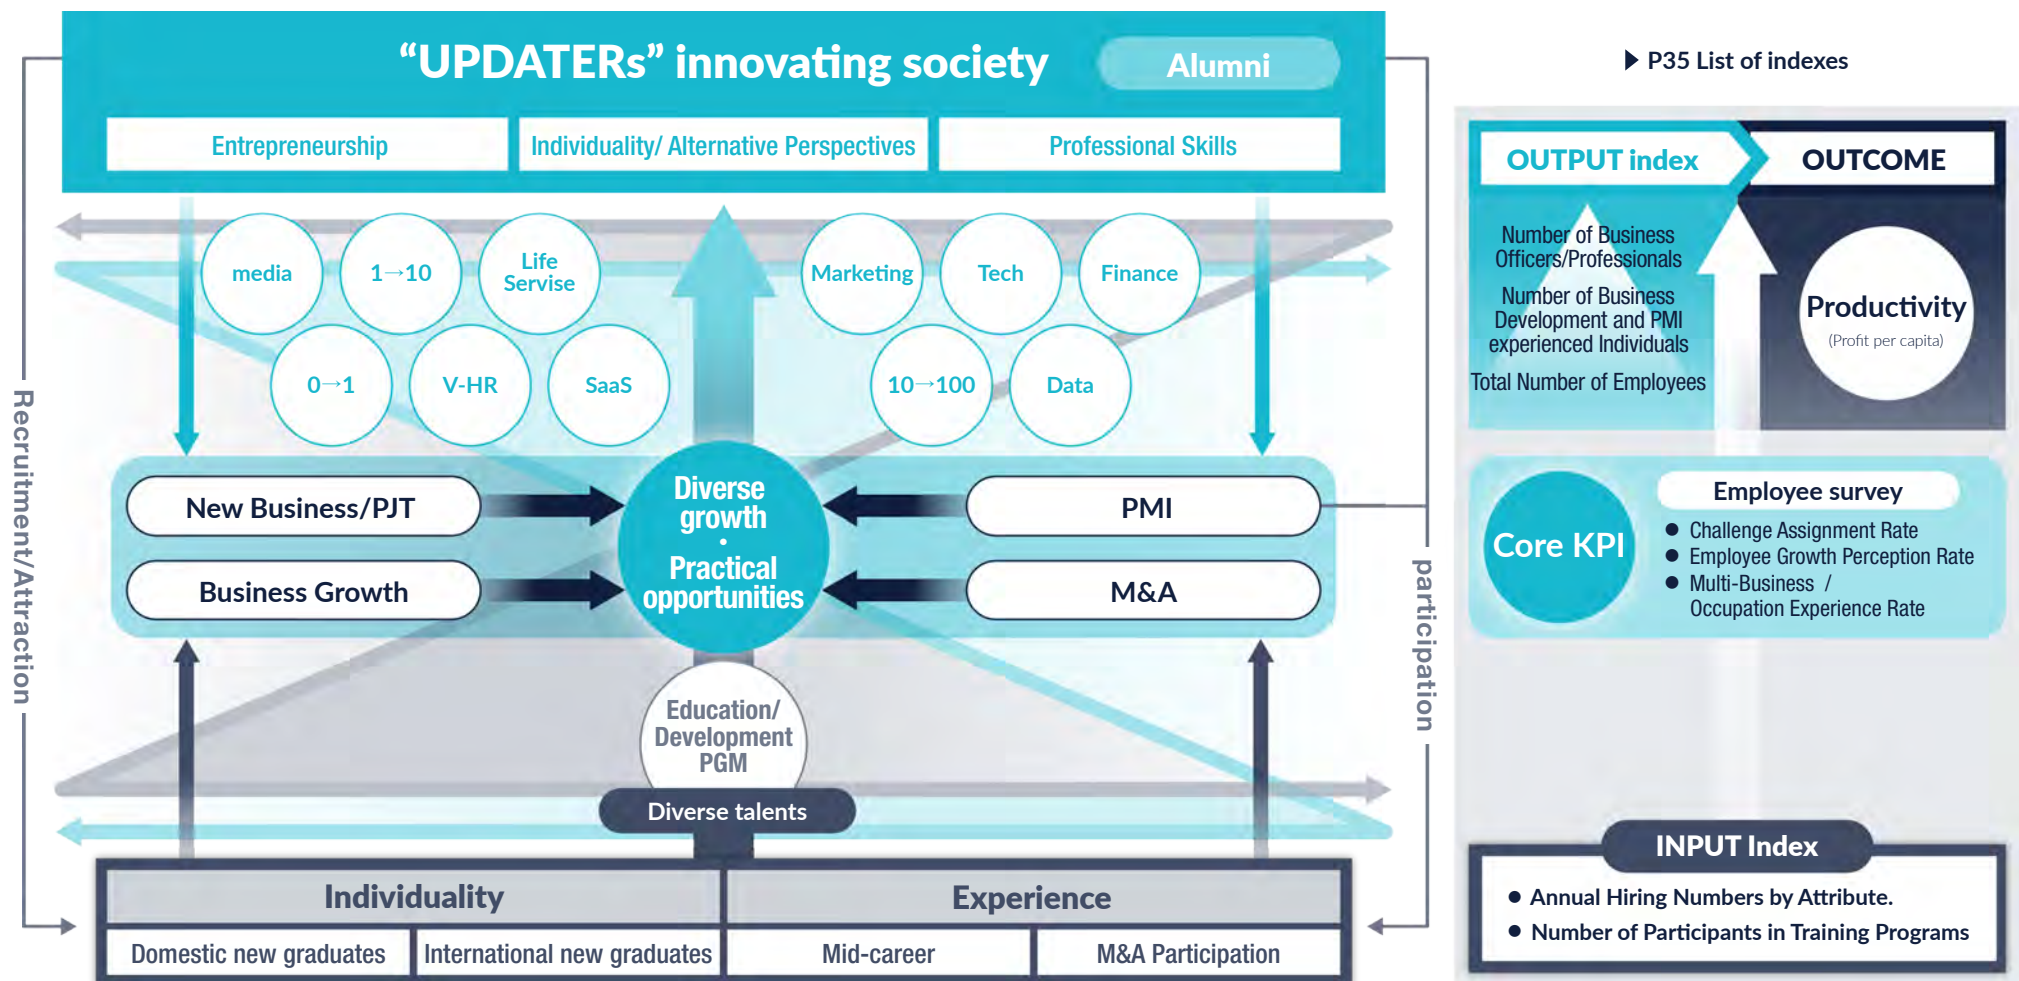 “UPDATERs” innovating society
Alumni
Entrepreneurship
Individuality/ Alternative Perspectives
Professional Skills
media
1→10
Life
Servise
Marketing
Tech
Finance
0→1
V-HR
SaaS
10→100
Data
Recruitment/Attraction
participation
New Business/PJT
Business Growth
Diverse
growth
・
Practical
opportunities
PMI
M&A
Education/
Development
PGM
Diverse talents
Individuality
Experience
Domestic new graduates
International new graduates
Mid-career
M&A Participation
▶ P35 List of indexes
OUTPUT index
OUTCOME
Number of Business
Officers/Professionals
Number of Business
Development and PMI
experienced Individuals
Total Number of Employees
Productivity
(Profit per capita)
Core KPI
Employee survey
● Challenge Assignment Rate
● Employee Growth Perception Rate
● Multi-Business /
Occupation Experience Rate
INPUT Index
● Annual Hiring Numbers by Attribute.
● Number of Participants in Training Programs